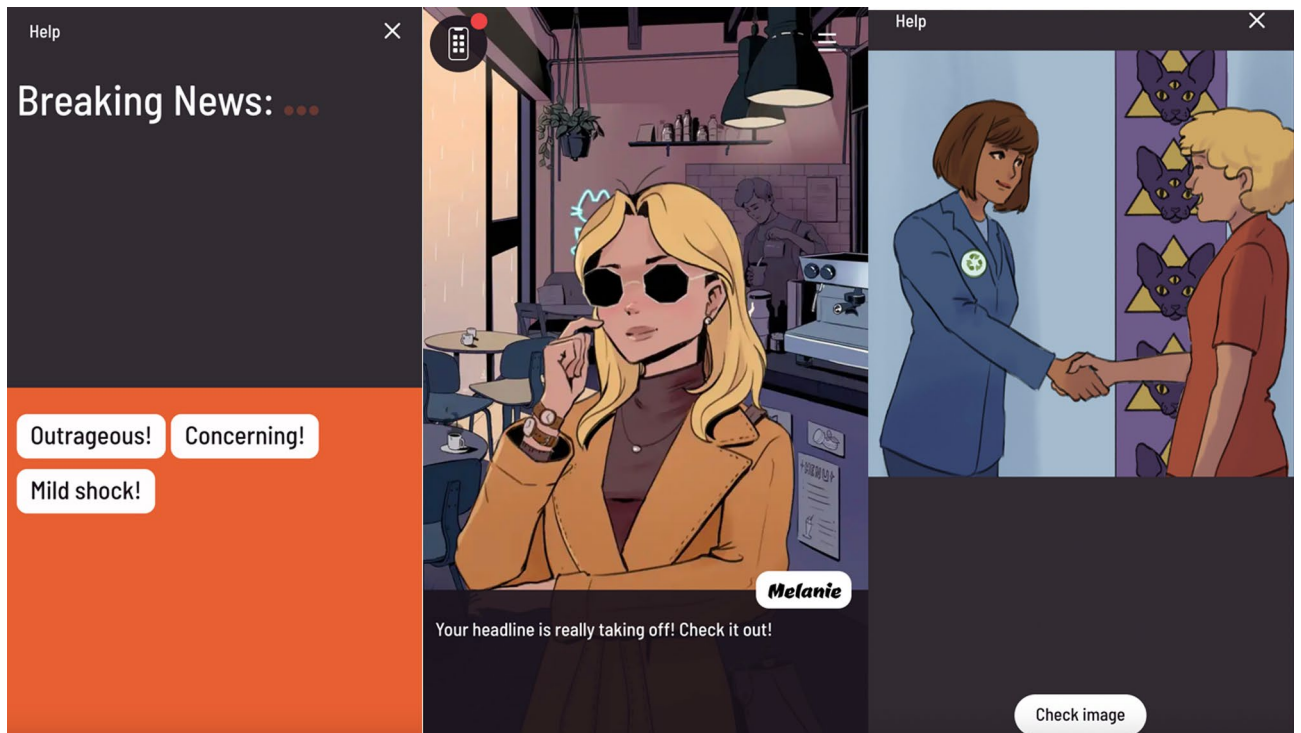 Help
Breaking News: ...
Outrageous! Concerning!
Mild shock!
Melanie
Your headline is really taking off! Check it out!
Help
Check image